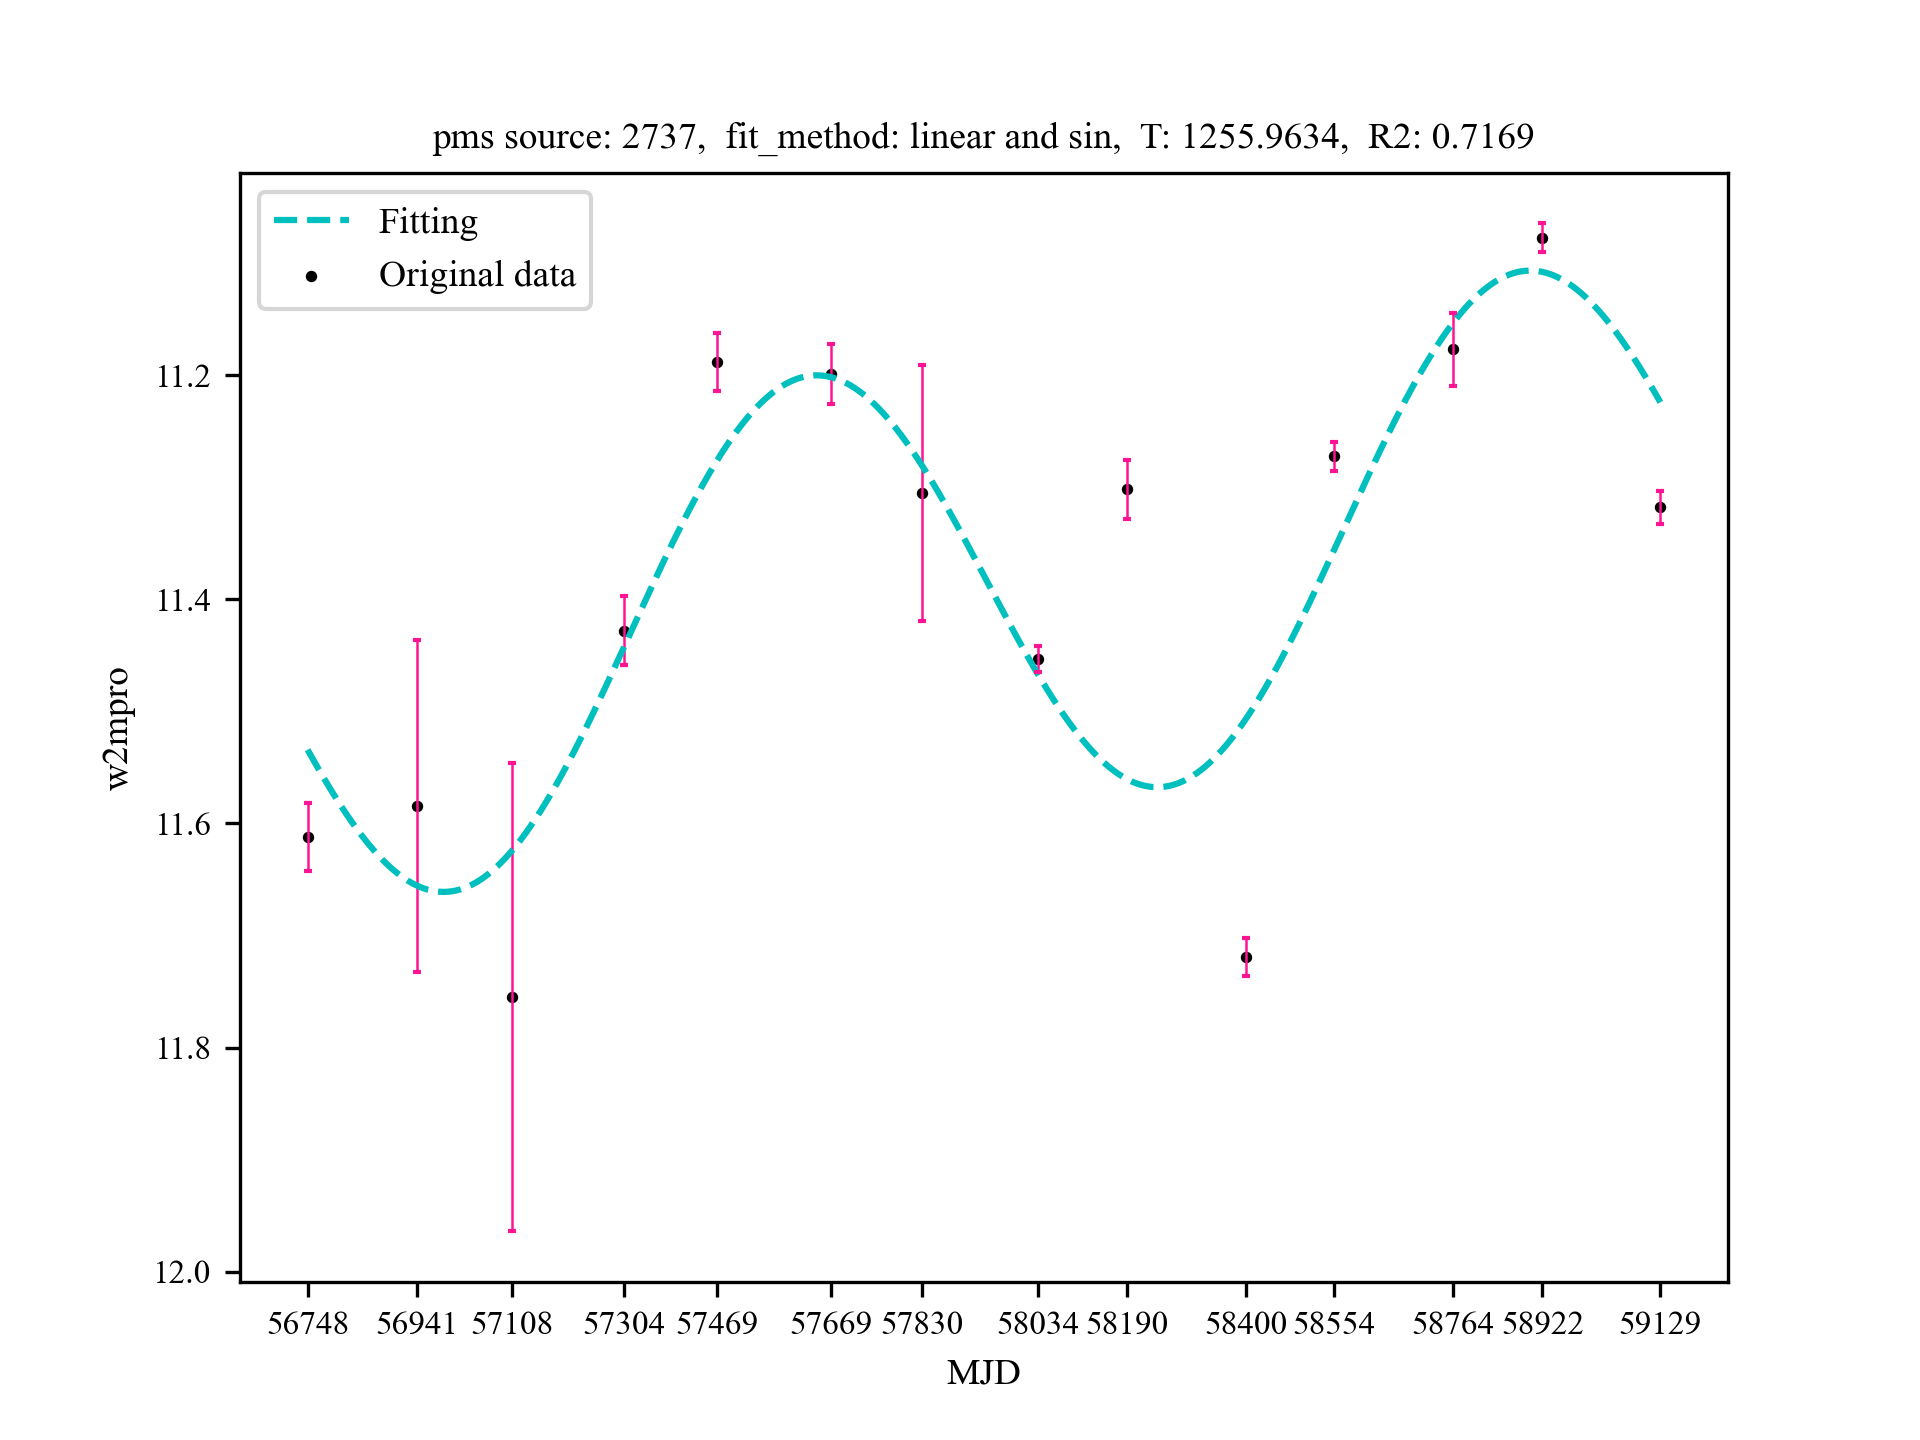 pms source: 2737, fit_method: linear and sin, T: 1255.9634, R2: 0.7169
Fitting
Original data
11.2
11.4
11.6
11.8
12.0
w2mpro
56748 56941 57108 57304 57469 57669 57830 58034 58190 58400 58554 58764 58922 59129
MJD